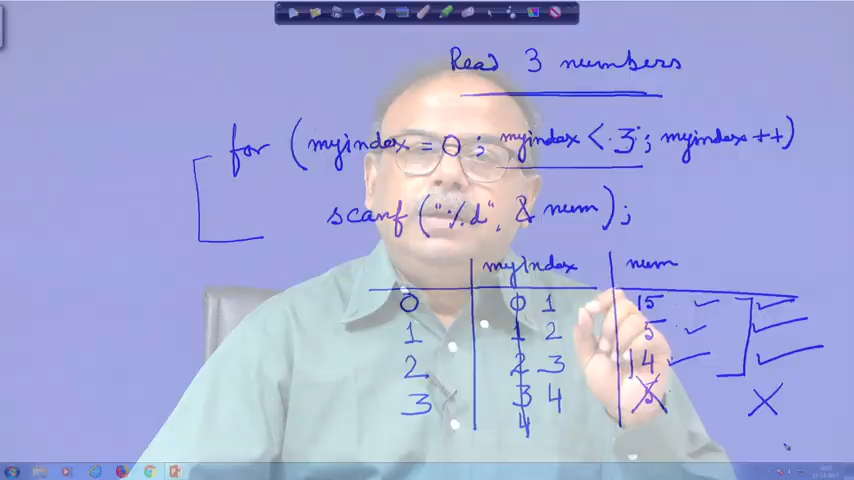 Read 3 numbers
for (myindex = 0 ; myindex < 3 ; myindex ++)
scanf ("%d", & num);
myindex num
0 0 1 15
1 1 2 5
2 2 3 14
3 3 4 5
4